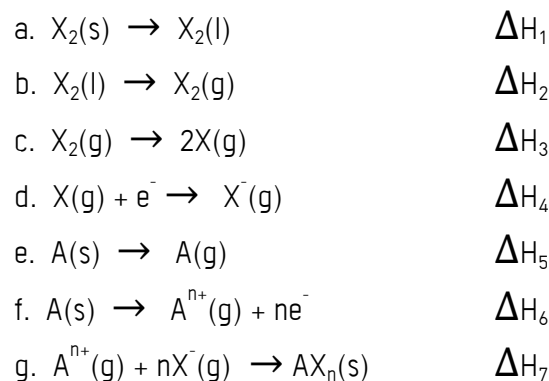 a. X₂(s) → X₂(l) ΔH₁
b. X₂(l) → X₂(g) ΔH₂
c. X₂(g) → 2X(g) ΔH₃
d. X(g) + e⁻ → X⁻(g) ΔH₄
e. A(s) → A(g) ΔH₅
f. A(s) → Aⁿ⁺(g) + ne⁻ ΔH₆
g. Aⁿ⁺(g) + nX⁻(g) → AXₙ(s) ΔH₇